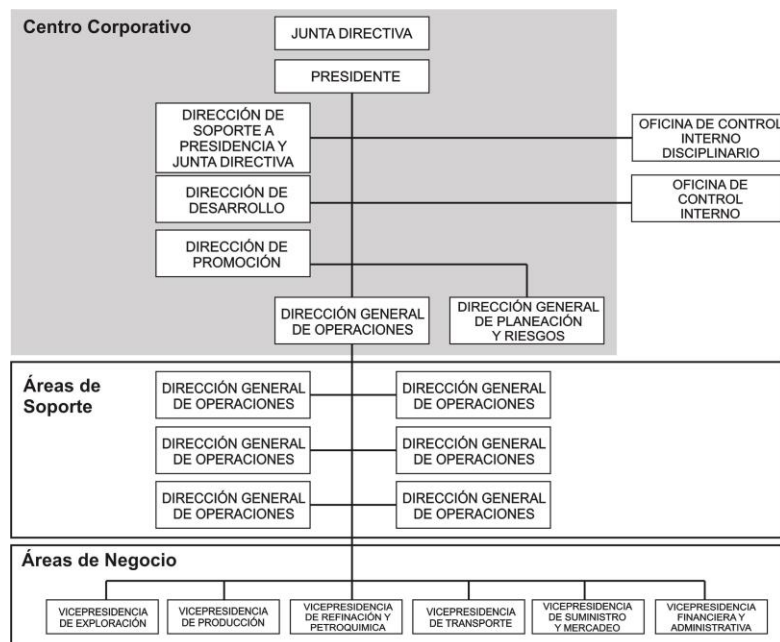 Centro Corporativo
JUNTA DIRECTIVA
PRESIDENTE
DIRECCIÓN DE
SOPORTE A
PRESIDENCIA Y
JUNTA DIRECTIVA
OFICINA DE CONTROL
INTERNO
DISCIPLINARIO
DIRECCIÓN DE
DESARROLLO
OFICINA DE
CONTROL
INTERNO
DIRECCIÓN DE
PROMOCIÓN
DIRECCIÓN GENERAL
DE OPERACIONES
DIRECCIÓN GENERAL
DE PLANEACIÓN
Y RIESGOS
Áreas de
Soporte
DIRECCIÓN GENERAL
DE OPERACIONES
DIRECCIÓN GENERAL
DE OPERACIONES
DIRECCIÓN GENERAL
DE OPERACIONES
DIRECCIÓN GENERAL
DE OPERACIONES
DIRECCIÓN GENERAL
DE OPERACIONES
DIRECCIÓN GENERAL
DE OPERACIONES
Áreas de Negocio
VICEPRESIDENCIA
DE EXPLORACIÓN
VICEPRESIDENCIA
DE PRODUCCIÓN
VICEPRESIDENCIA
DE REFINACIÓN Y
PETROQUIMICA
VICEPRESIDENCIA
DE TRANSPORTE
VICEPRESIDENCIA
DE SUMINISTRO
Y MERCADEO
VICEPRESIDENCIA
FINANCIERA Y
ADMINISTRATIVA